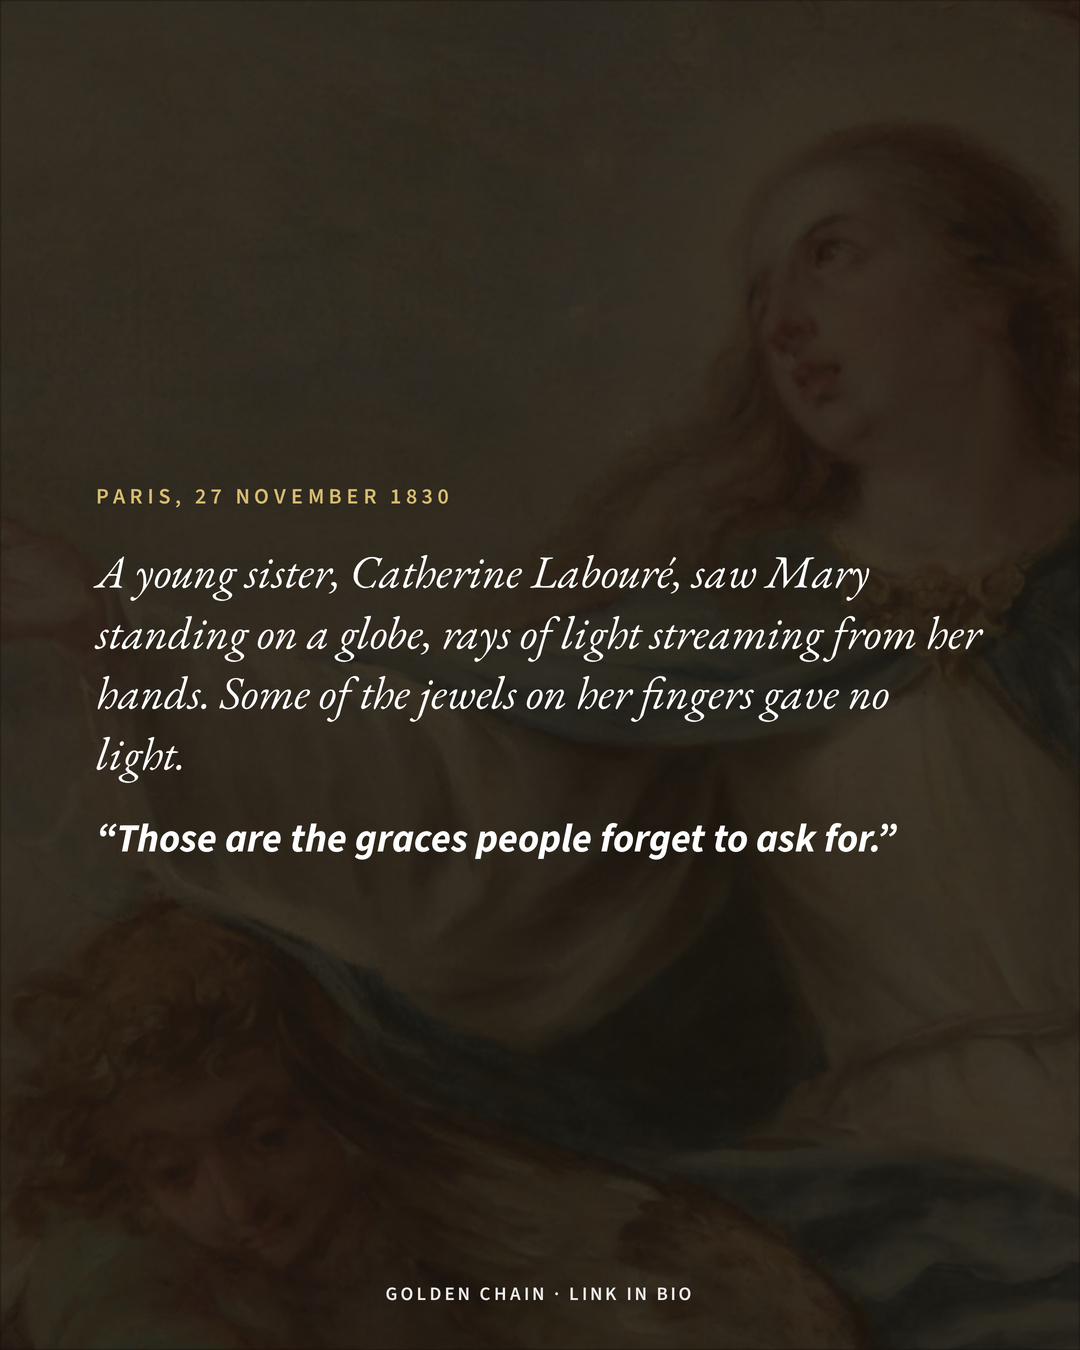 PARIS, 27 NOVEMBER 1830
A young sister, Catherine Labouré, saw Mary
standing on a globe, rays of light streaming from her
hands. Some of the jewels on her fingers gave no
light.
“Those are the graces people forget to ask for.”
GOLDEN CHAIN · LINK IN BIO